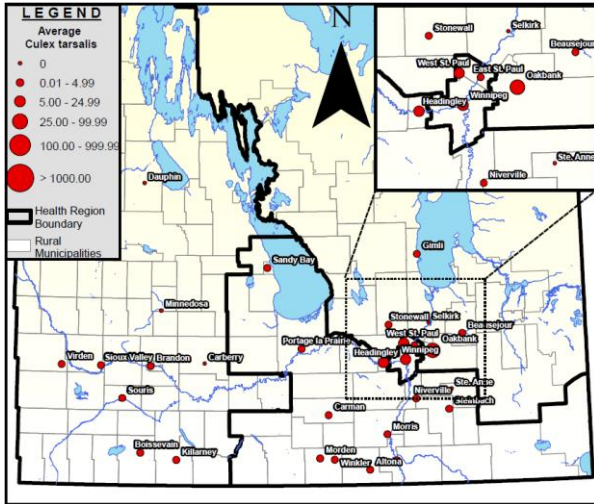 LEGEND
Average
Culex tarsalis
0
0.01 - 4.99
5.00 - 24.99
25.00 - 99.99
100.00 - 999.99
> 1000.00
Health Region
Boundary
Rural
Municipalities
N
Selkirk
Stonewall
Beausejour
West St. Paul
East St. Paul
Oakbank
Headingley
Winnipeg
Ste. Anne
Niverville
Dauphin
Gimli
Sandy Bay
Minnedosa
Stonewall
Selkirk
Beausejour
West St. Paul
Oakbank
Portage la Prairie
Winnipeg
Headingley
Virden
Sioux Valley
Brandon
Carberry
Ste. Anne
Niverville
Steinbach
Souris
Carman
Morris
Boissevain
Killarney
Morden
Winkler
Altona